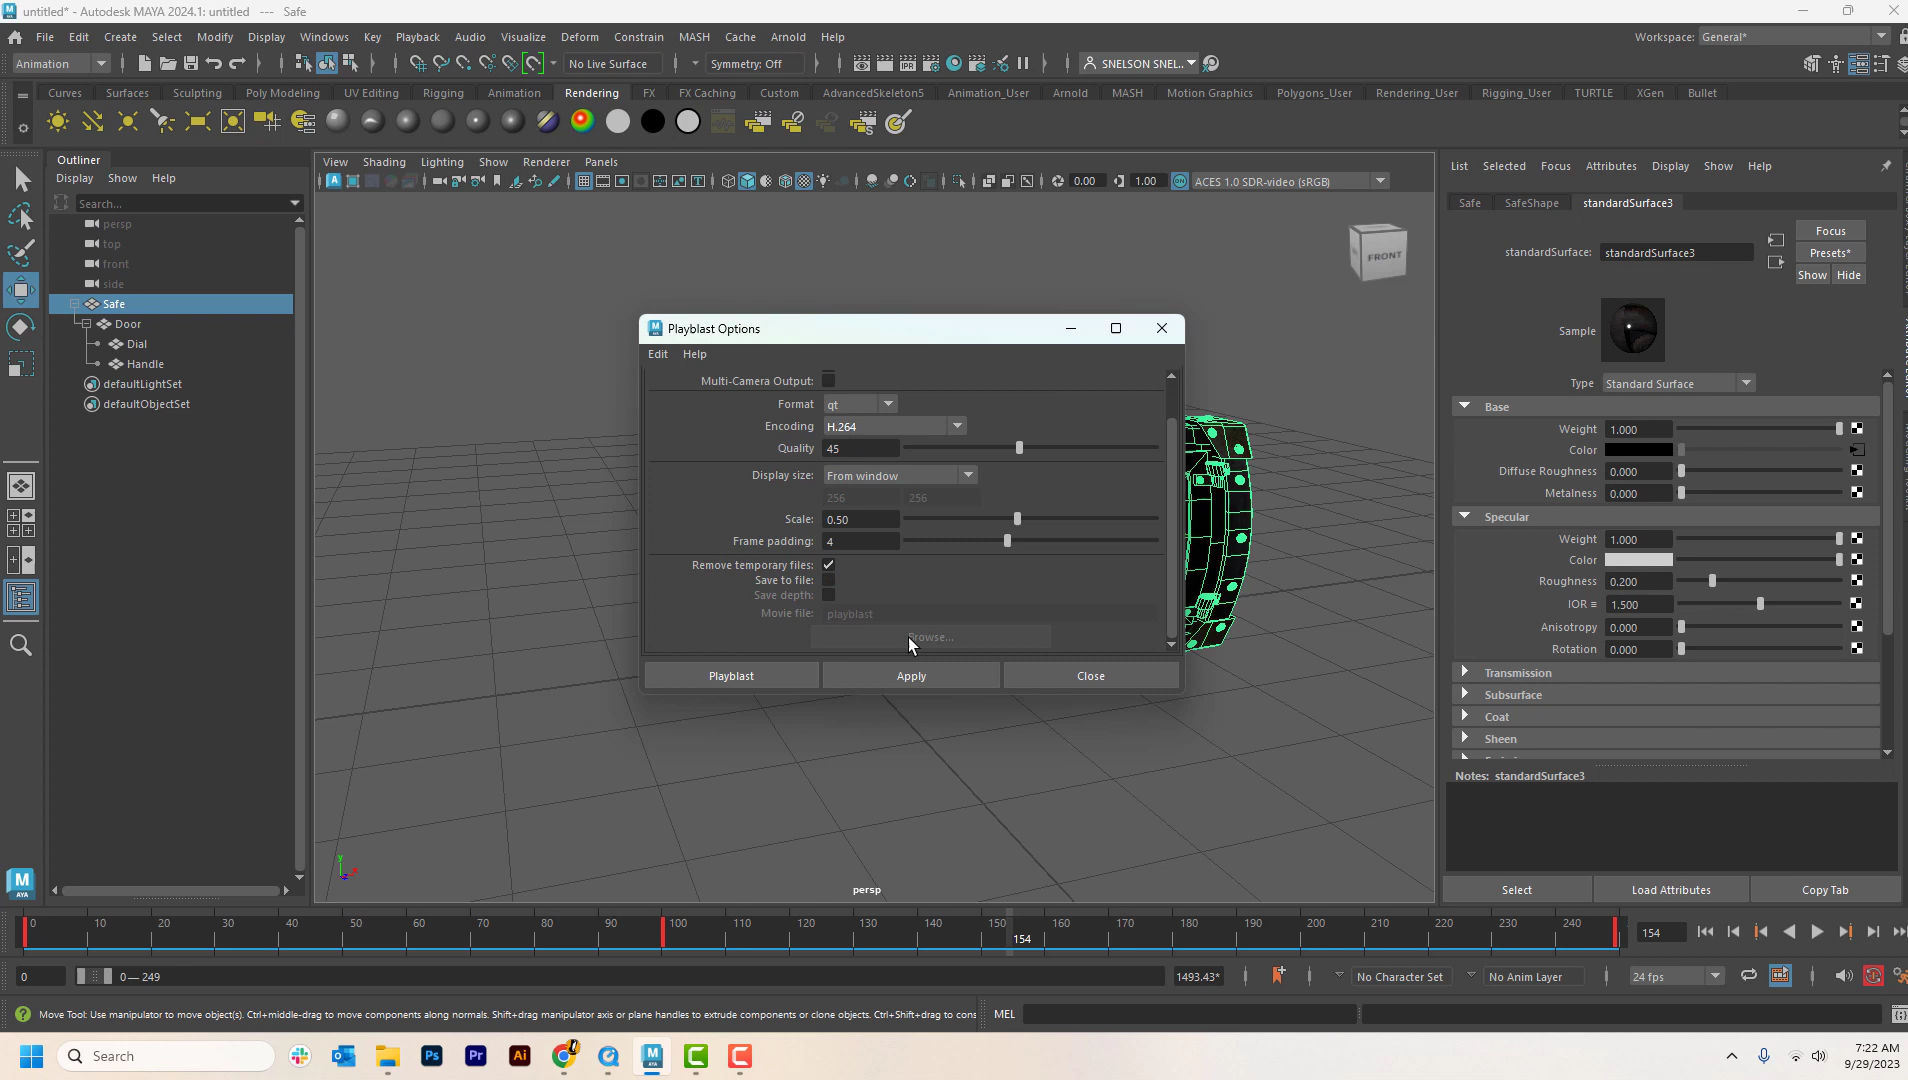 untitled* - Autodesk MAYA 2024.1: untitled --- Safe
File Edit Create Select Modify Display Windows Key Playback Audio Visualize Deform Constrain MASH Cache Arnold Help Workspace: General*
Animation No Live Surface Symmetry: Off SNELSON SNEL..
Curves Surfaces Sculpting Poly Modeling UV Editing Rigging Animation Rendering FX FX Caching Custom AdvancedSkeleton5 Animation_User Arnold MASH Motion Graphics Polygons_User Rendering_User Rigging_User TURTLE XGen Bullet
Outliner
Display Show Help
Search...
persp
top
front
side
Safe
Door
Dial
Handle
defaultLightSet
defaultObjectSet
View Shading Lighting Show Renderer Panels
0.00 1.00 ACES 1.0 SDR-video (sRGB)
FRONT
Playblast Options
Edit Help
Multi-Camera Output:
Format qt
Encoding H.264
Quality 45
Display size: From window
256 256
Scale: 0.50
Frame padding: 4
Remove temporary files:
Save to file:
Save depth:
Movie file: playblast
Browse...
Playblast Apply Close
persp
List Selected Focus Attributes Display Show Help
Safe SafeShape standardSurface3
Focus
standardSurface: standardSurface3 Presets*
Show Hide
Sample
Type Standard Surface
Base
Weight 1.000
Color
Diffuse Roughness 0.000
Metalness 0.000
Specular
Weight 1.000
Color
Roughness 0.200
IOR ≡ 1.500
Anisotropy 0.000
Rotation 0.000
Transmission
Subsurface
Coat
Sheen
Notes: standardSurface3
Select Load Attributes Copy Tab
0 10 20 30 40 50 60 70 80 90 100 110 120 130 140 150 160 170 180 190 200 210 220 230 240
154 154
0 0—249 1493.43* No Character Set No Anim Layer 24 fps
Move Tool: Use manipulator to move object(s). Ctrl+middle-drag to move components along normals. Shift+drag manipulator axis or plane handles to extrude components or clone objects. Ctrl+Shift+drag to cons MEL
Search 7:22 AM
9/29/2023